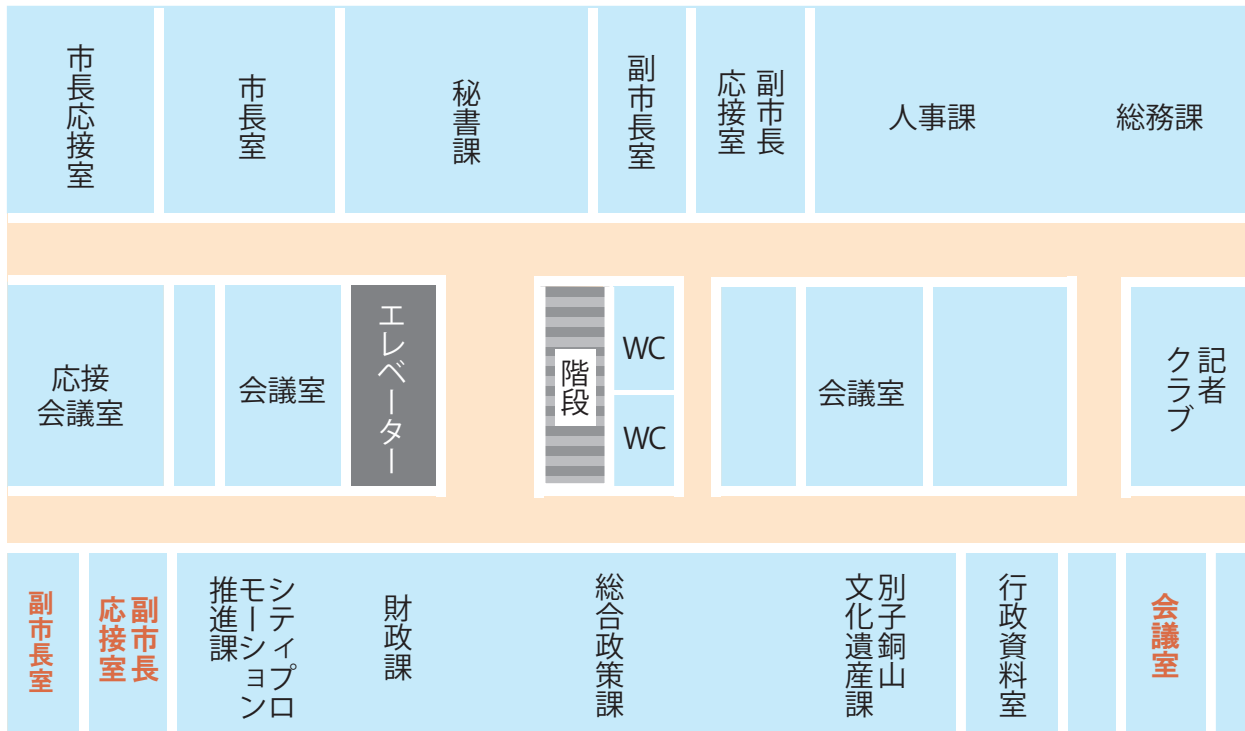 市長応接室
市長室
秘書課
副市長室
副市長
応接室
人事課
総務課
応接
会議室
会議室
エレベーター
階段
WC
WC
会議室
記者
クラブ
副市長室
副市長
応接室
シティプロ
モーション
推進課
財政課
総合政策課
別子銅山
文化遺産課
行政資料室
会議室